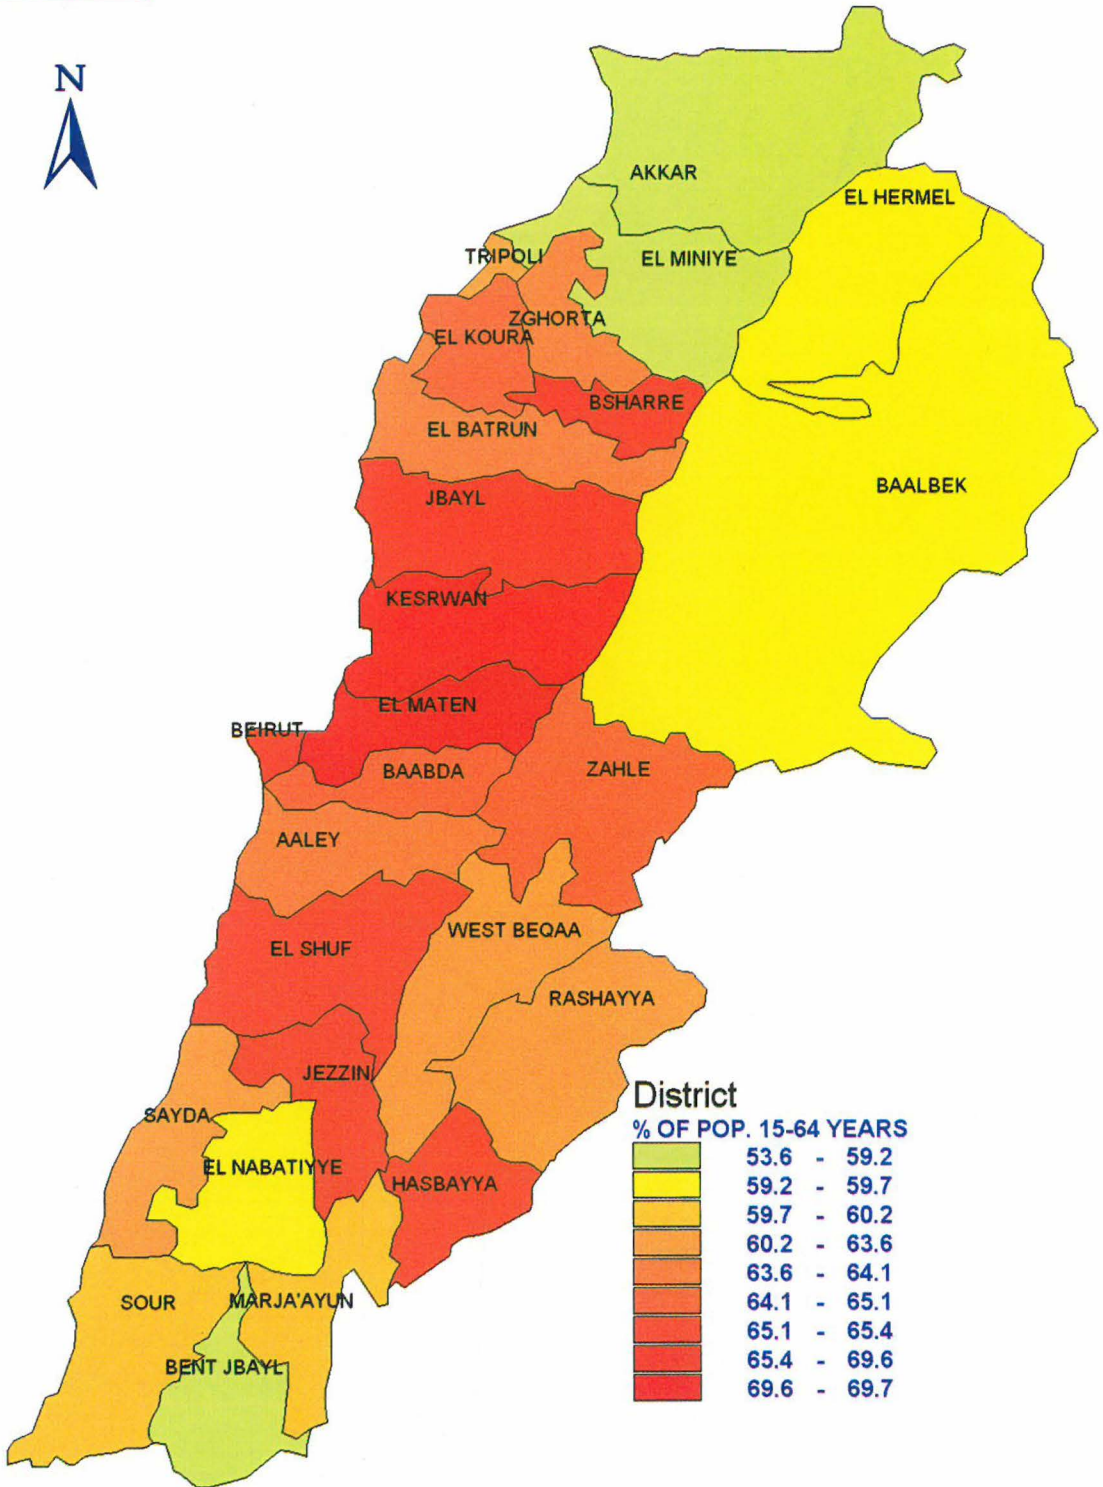 N
AKKAR
EL HERMEL
TRIPOLI
EL MINIYE
ZGHORTA
EL KOURA
BSHARRE
EL BATRUN
BAALBEK
JBAYL
KESRWAN
EL MATEN
BEIRUT
BAABDA
ZAHLE
AALEY
WEST BEQAA
EL SHUF
RASHAYYA
JEZZIN
SAYDA
EL NABATIYYE
HASBAYYA
SOUR
MARJA'AYUN
BENT JBAYL
District
% OF POP. 15-64 YEARS
53.6 - 59.2
59.2 - 59.7
59.7 - 60.2
60.2 - 63.6
63.6 - 64.1
64.1 - 65.1
65.1 - 65.4
65.4 - 69.6
69.6 - 69.7